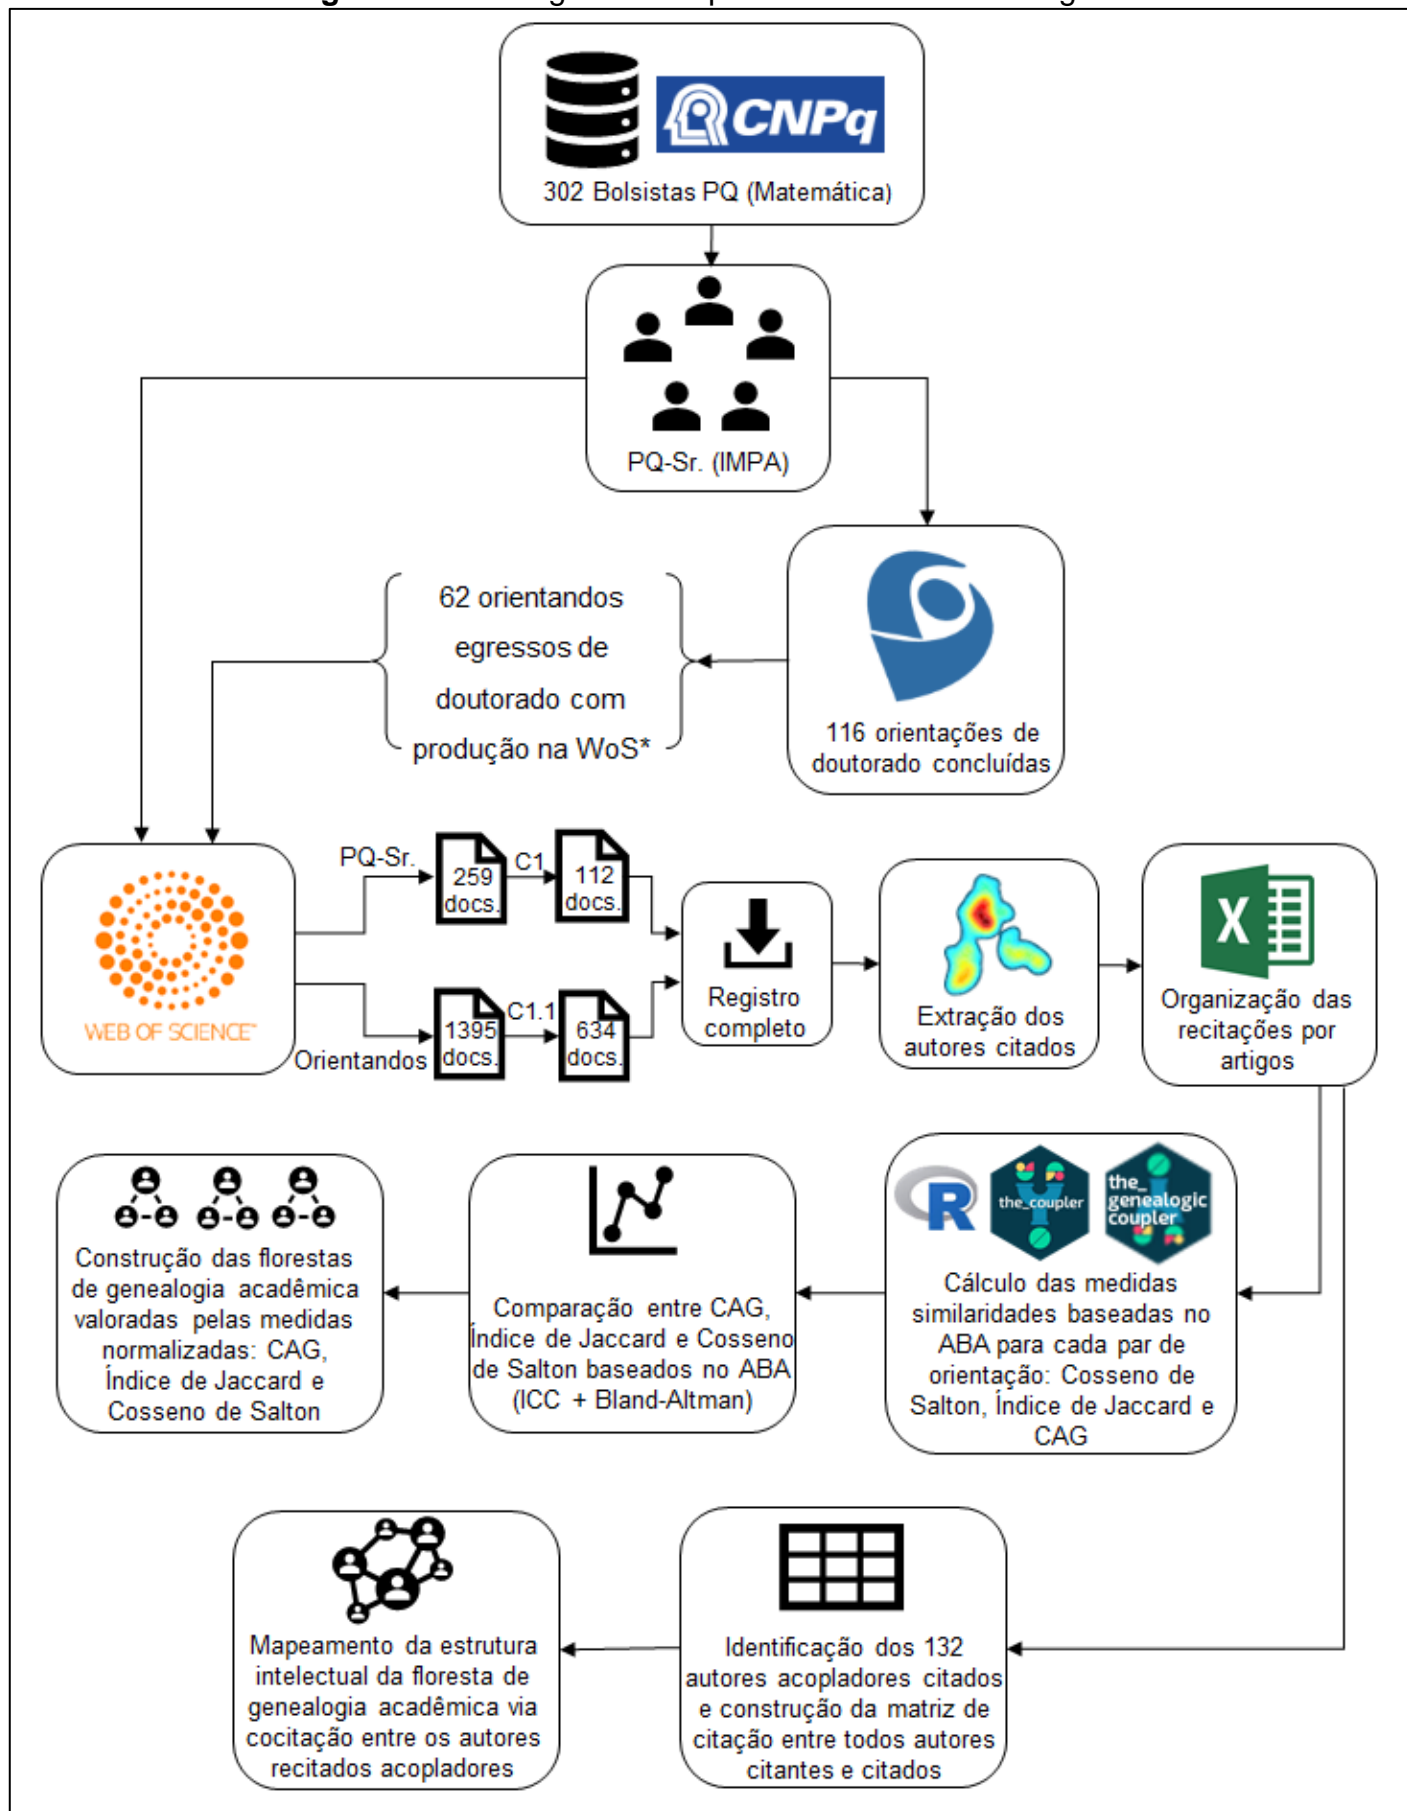 CNPq
302 Bolsistas PQ (Matemática)
PQ-Sr. (IMPA)
62 orientandos
egressos de
doutorado com
produção na WoS*
116 orientações de
doutorado concluídas
WEB OF SCIENCE™
PQ-Sr.
259
docs.
C1
112
docs.
Orientandos
1395
docs.
C1.1
634
docs.
Registro
completo
Extração dos
autores citados
X
Organização das
recitações por
artigos
Construção das florestas
de genealogia acadêmica
valoradas pelas medidas
normalizadas: CAG,
Índice de Jaccard e
Cosseno de Salton
Comparação entre CAG,
Índice de Jaccard e Cosseno
de Salton baseados no ABA
(ICC + Bland-Altman)
R
the_coupler
the_
genealogic
coupler
Cálculo das medidas
similaridades baseadas no
ABA para cada par de
orientação: Cosseno de
Salton, Índice de Jaccard e
CAG
Mapeamento da estrutura
intelectual da floresta de
genealogia acadêmica via
cocitação entre os autores
recitados acopladores
Identificação dos 132
autores acopladores citados
e construção da matriz de
citação entre todos autores
citantes e citados